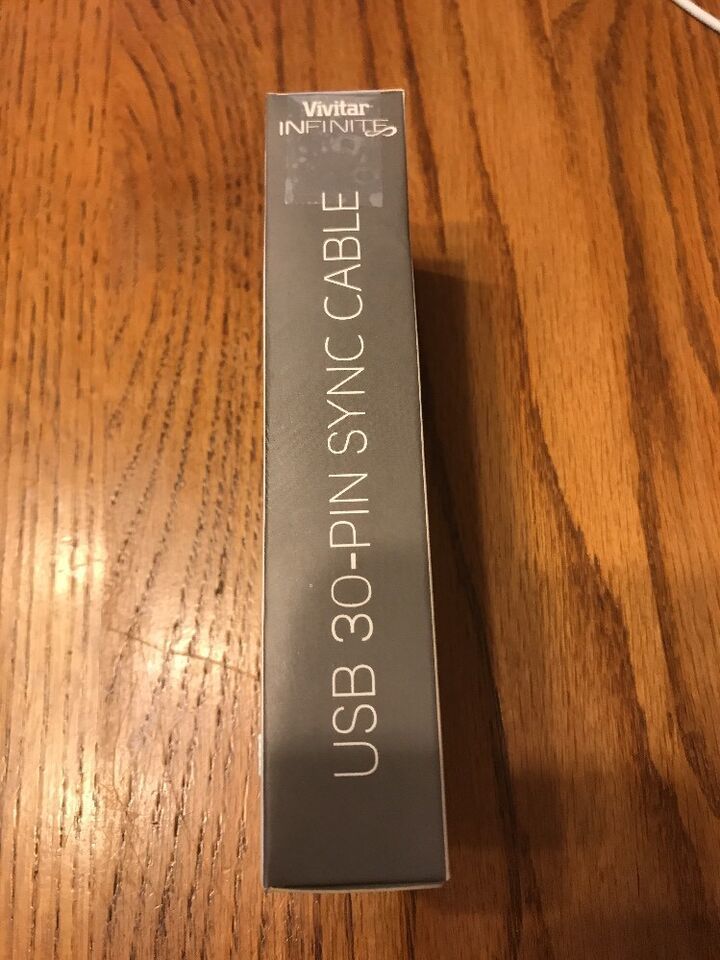 Vivitar
INFINITE
USB 30-PIN SYNC CABLE